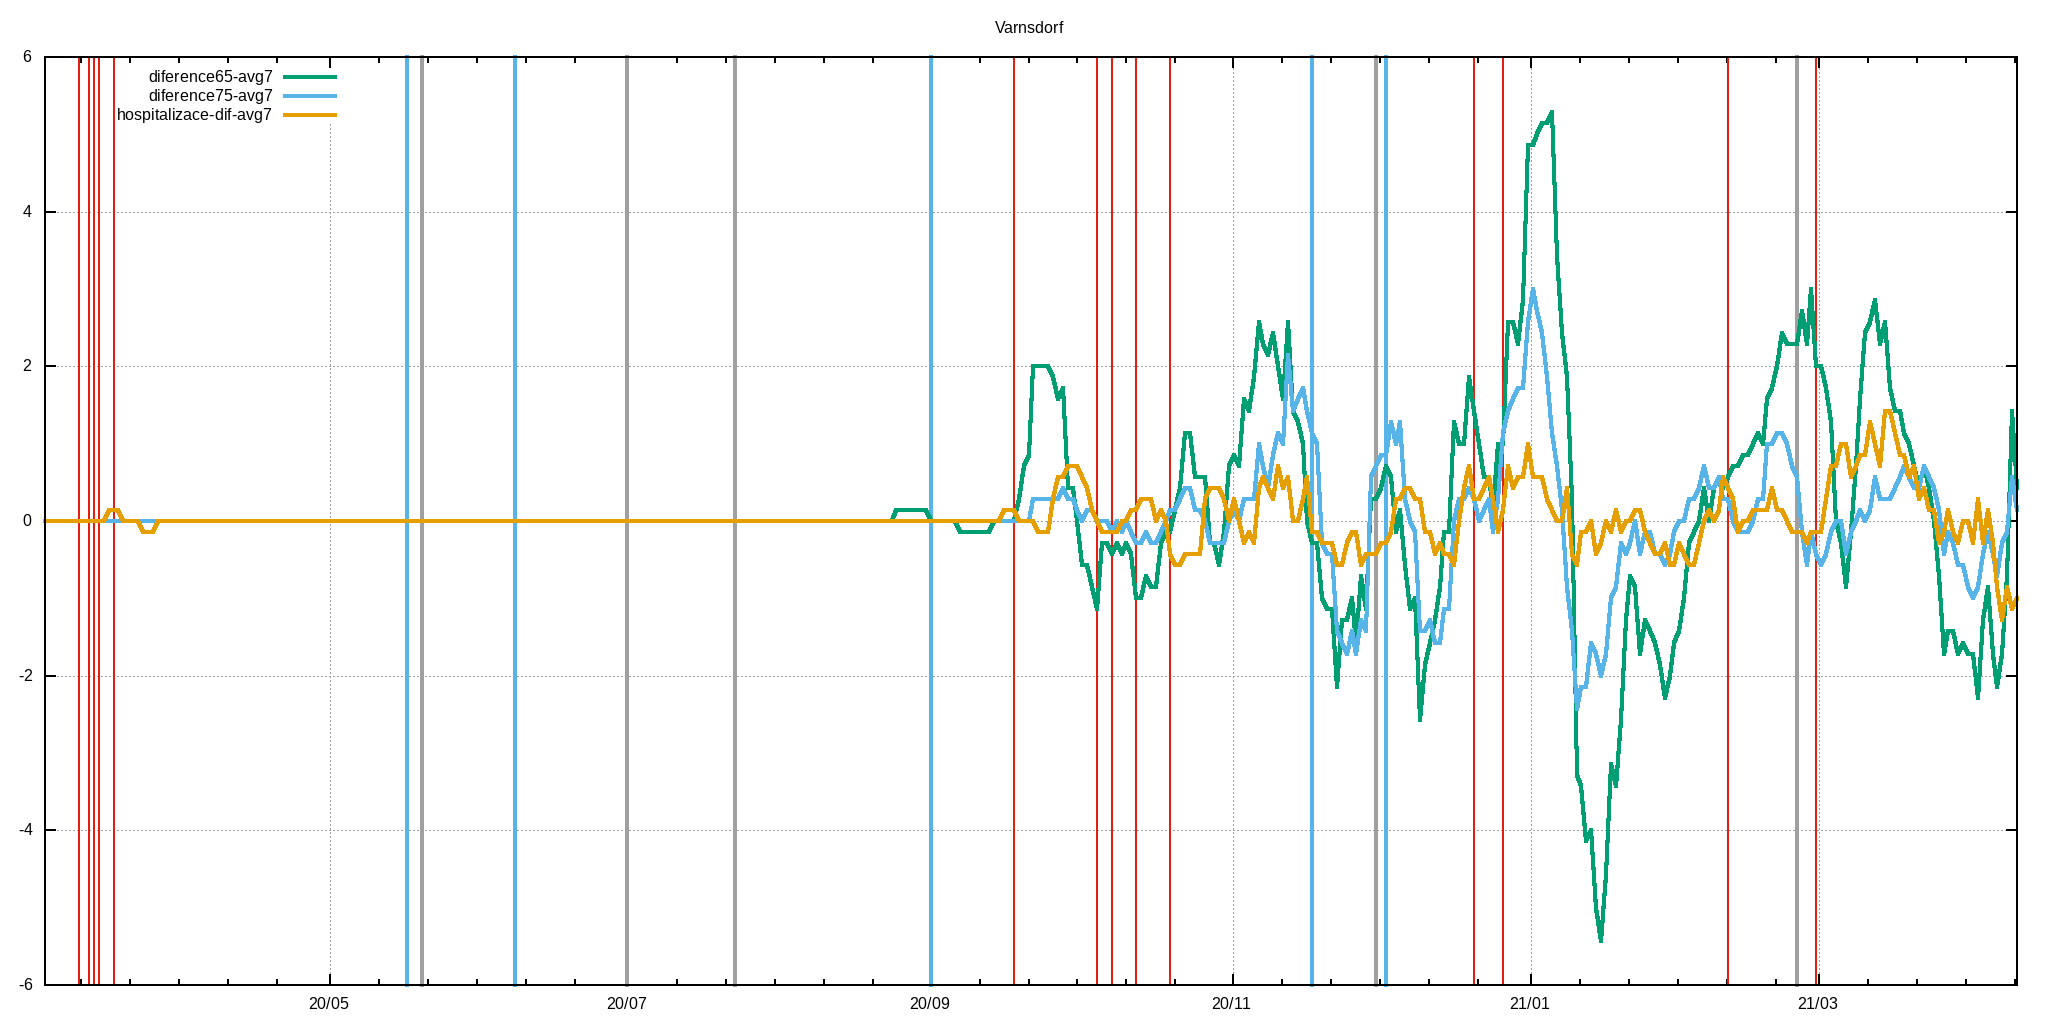 Varnsdorf
6
diference65-avg7
diference75-avg7
hospitalizace-dif-avg7
4
2
0
-2
-4
-6
20/05 20/07 20/09 20/11 21/01 21/03